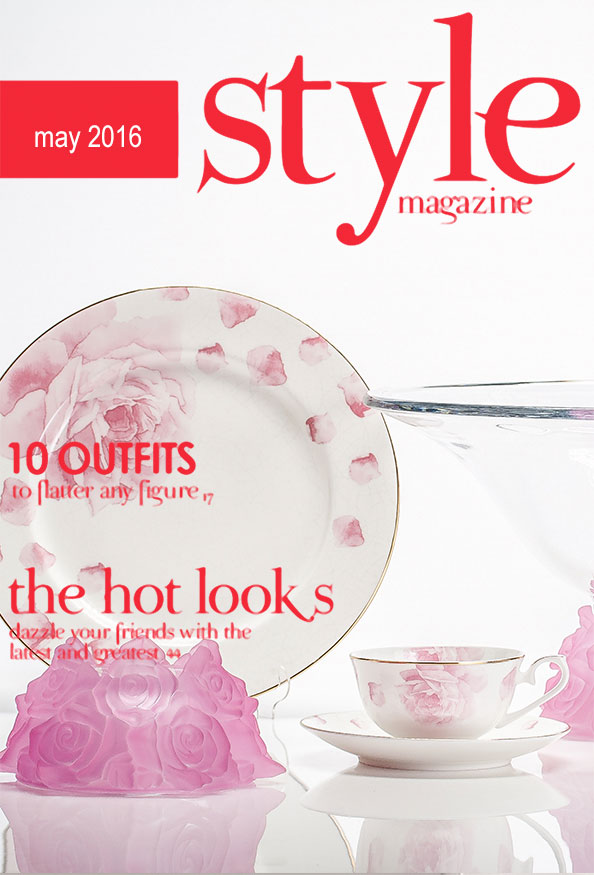 may 2016
style
magazine
10 OUTFITS
to flatter any figure 17
the hot looks
dazzle your friends with the
latest and greatest 44